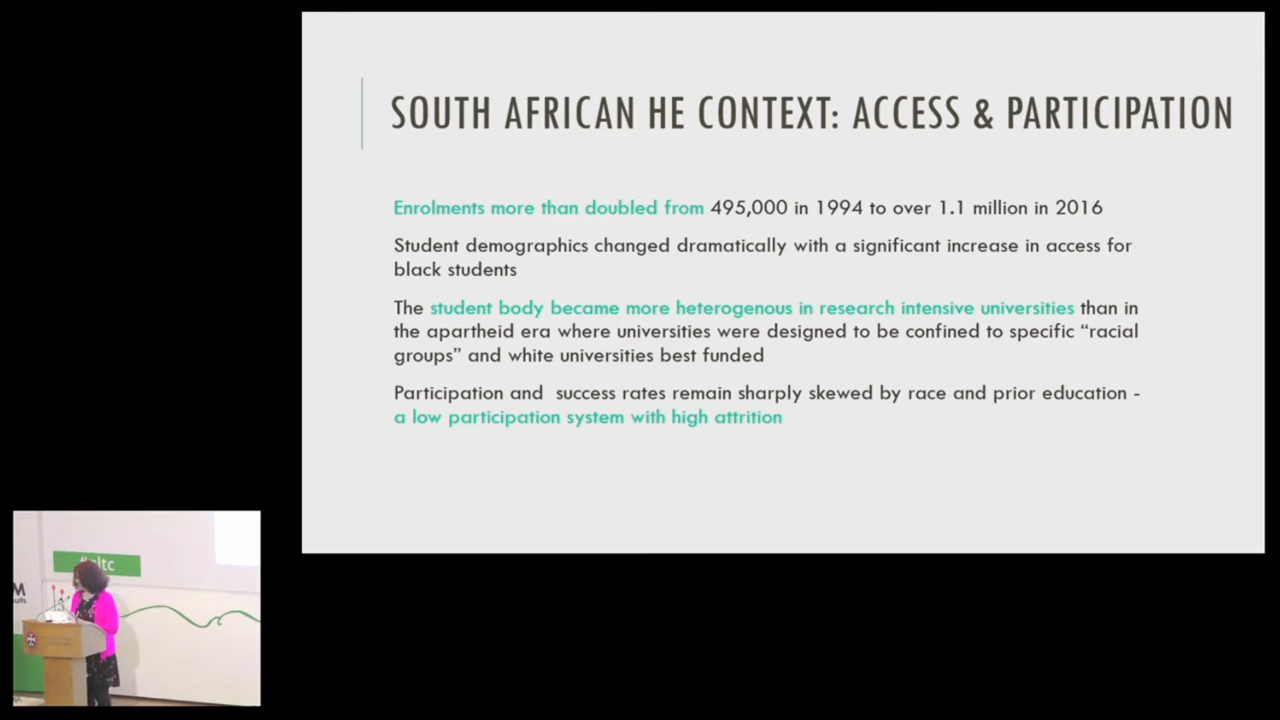 SOUTH AFRICAN HE CONTEXT: ACCESS & PARTICIPATION
Enrolments more than doubled from 495,000 in 1994 to over 1.1 million in 2016
Student demographics changed dramatically with a significant increase in access for
black students
The student body became more heterogenous in research intensive universities than in
the apartheid era where universities were designed to be confined to specific “racial
groups” and white universities best funded
Participation and  success rates remain sharply skewed by race and prior education -
a low participation system with high attrition